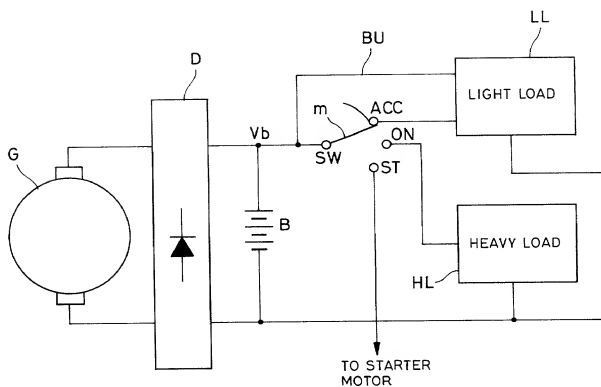 LL
BU
D
LIGHT LOAD
m
ACC
Vb
ON
G
SW
ST
B
HEAVY LOAD
HL
TO STARTER
MOTOR